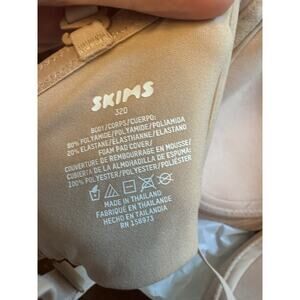 SKIMS
32D
BODY/CORPS/CUERPO:
80% POLYAMIDE/POLYAMIDE/POLIAMIDA
20% ELASTANE/ELASTHANNE/ELASTANO
FOAM PAD COVER/
COUVERTURE DE REMBOURRAGE EN MOUSSE/
CUBIERTA DE LA ALMOHADILLA DE ESPUMA:
100% POLYESTER/POLYESTER/POLIÉSTER
MADE IN THAILAND
FABRIQUÉ EN THAÏLANDE
HECHO EN TAILANDIA
RN 158973